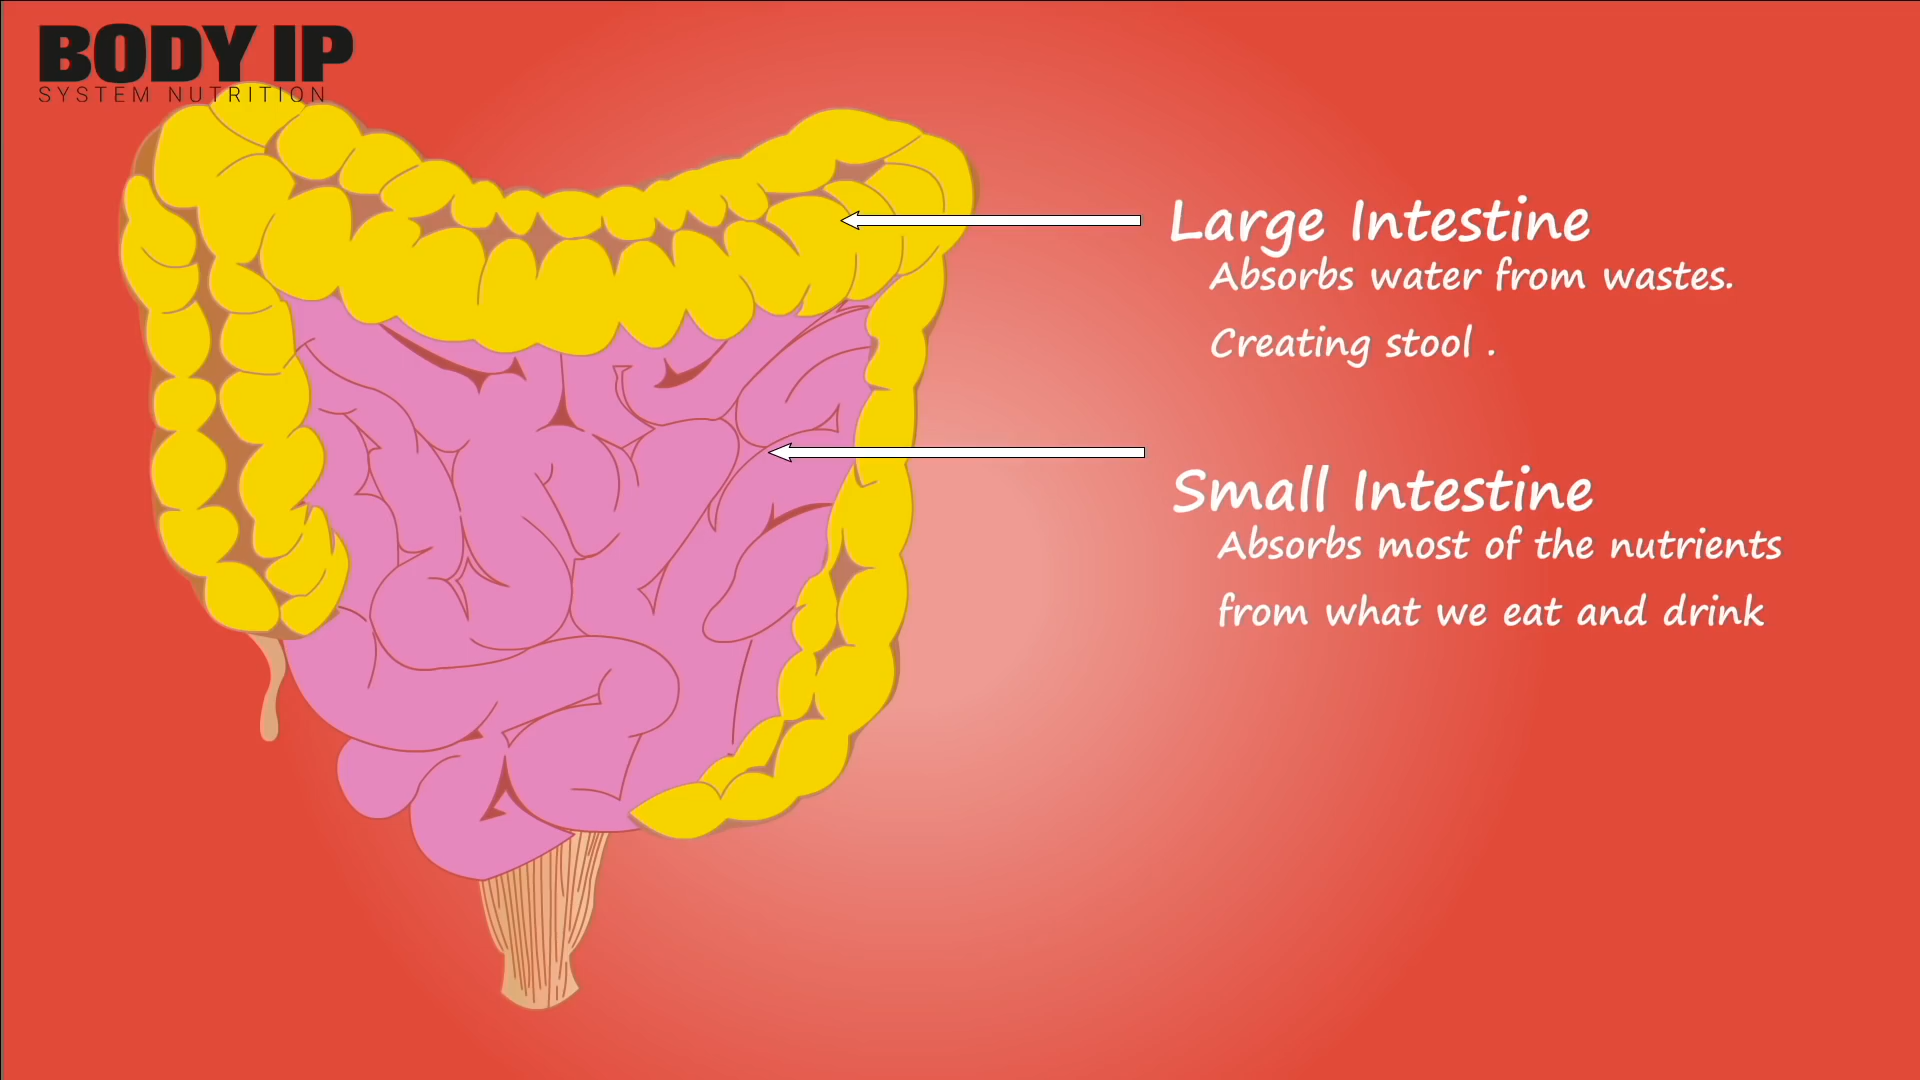 BODY IP
SYSTEM NUTRITION
Large Intestine
Absorbs water from wastes.
Creating stool .
Small Intestine
Absorbs most of the nutrients
from what we eat and drink